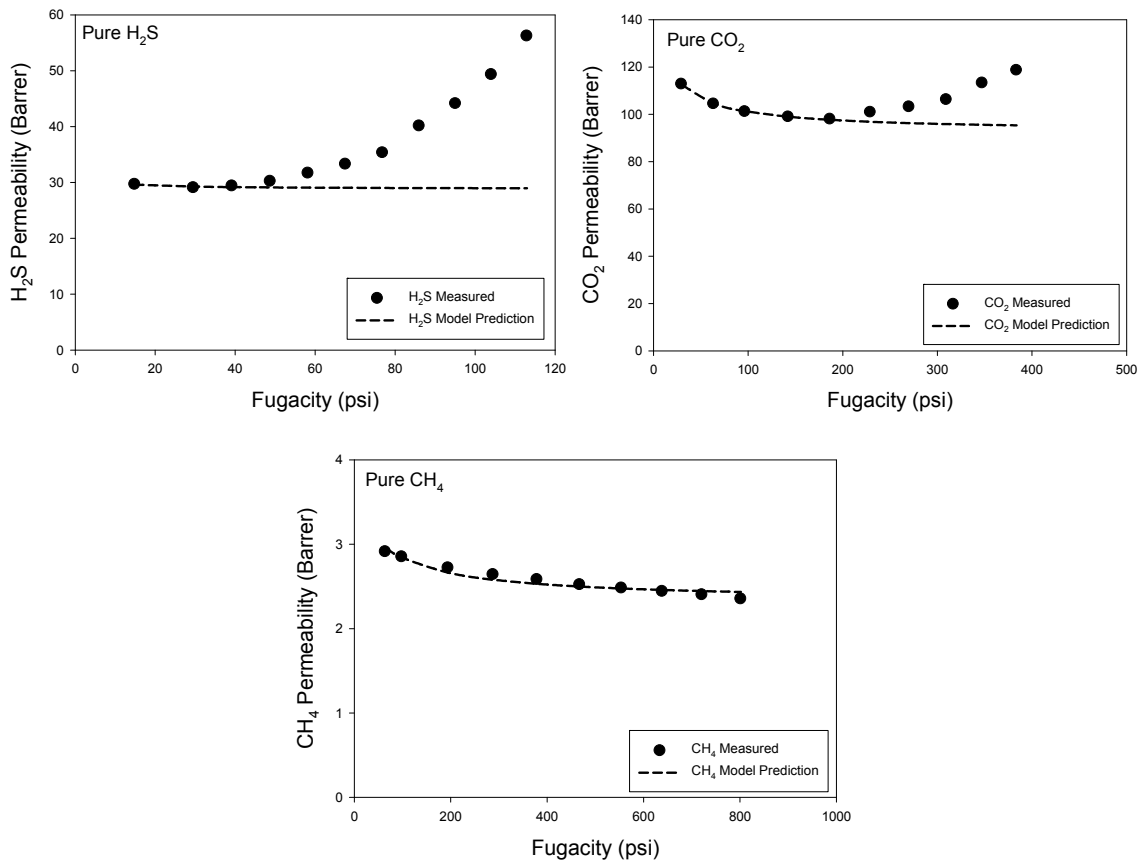 Pure H₂S
H₂S Permeability (Barrer)
60
50
40
30
20
10
0
0 20 40 60 80 100 120
Fugacity (psi)
H₂S Measured
H₂S Model Prediction
Pure CO₂
CO₂ Permeability (Barrer)
140
120
100
80
60
40
20
0
0 100 200 300 400 500
Fugacity (psi)
CO₂ Measured
CO₂ Model Prediction
Pure CH₄
CH₄ Permeability (Barrer)
4
3
2
1
0
0 200 400 600 800 1000
Fugacity (psi)
CH₄ Measured
CH₄ Model Prediction